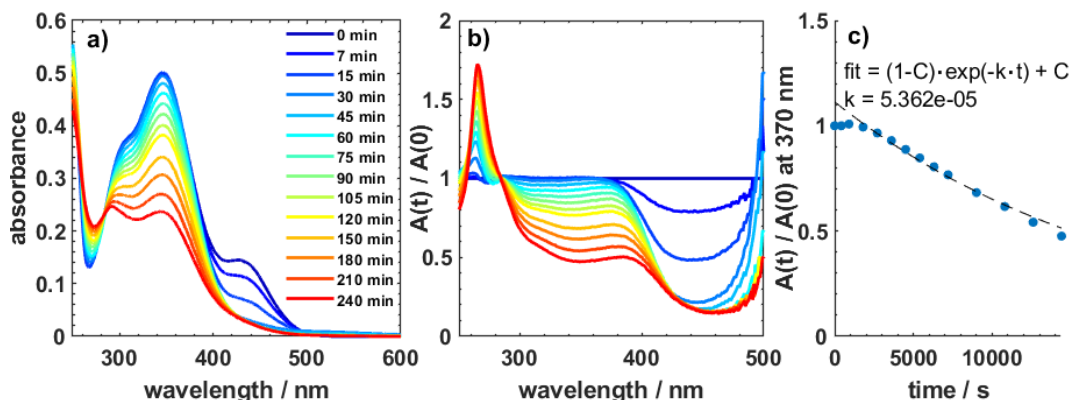 a)
0 min
7 min
15 min
30 min
45 min
60 min
75 min
90 min
105 min
120 min
150 min
180 min
210 min
240 min
absorbance
0.6
0.5
0.4
0.3
0.2
0.1
0
300
400
500
600
wavelength / nm
b)
A(t) / A(0)
2
1.5
1
0.5
0
300
400
500
wavelength / nm
c)
fit = (1-C)·exp(-k·t) + C
k = 5.362e-05
A(t) / A(0) at 370 nm
1.5
1
0.5
0
0
5000
10000
time / s